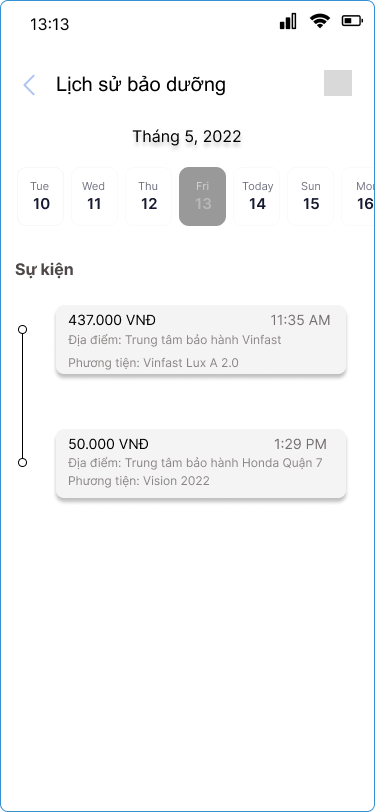 13:13
Lịch sử bảo dưỡng
Tháng 5, 2022
Tue Wed Thu Fri Today Sun Mon
10 11 12 13 14 15 16
Sự kiện
437.000 VNĐ 11:35 AM
Địa điểm: Trung tâm bảo hành Vinfast
Phương tiện: Vinfast Lux A 2.0
50.000 VNĐ 1:29 PM
Địa điểm: Trung tâm bảo hành Honda Quận 7
Phương tiện: Vision 2022